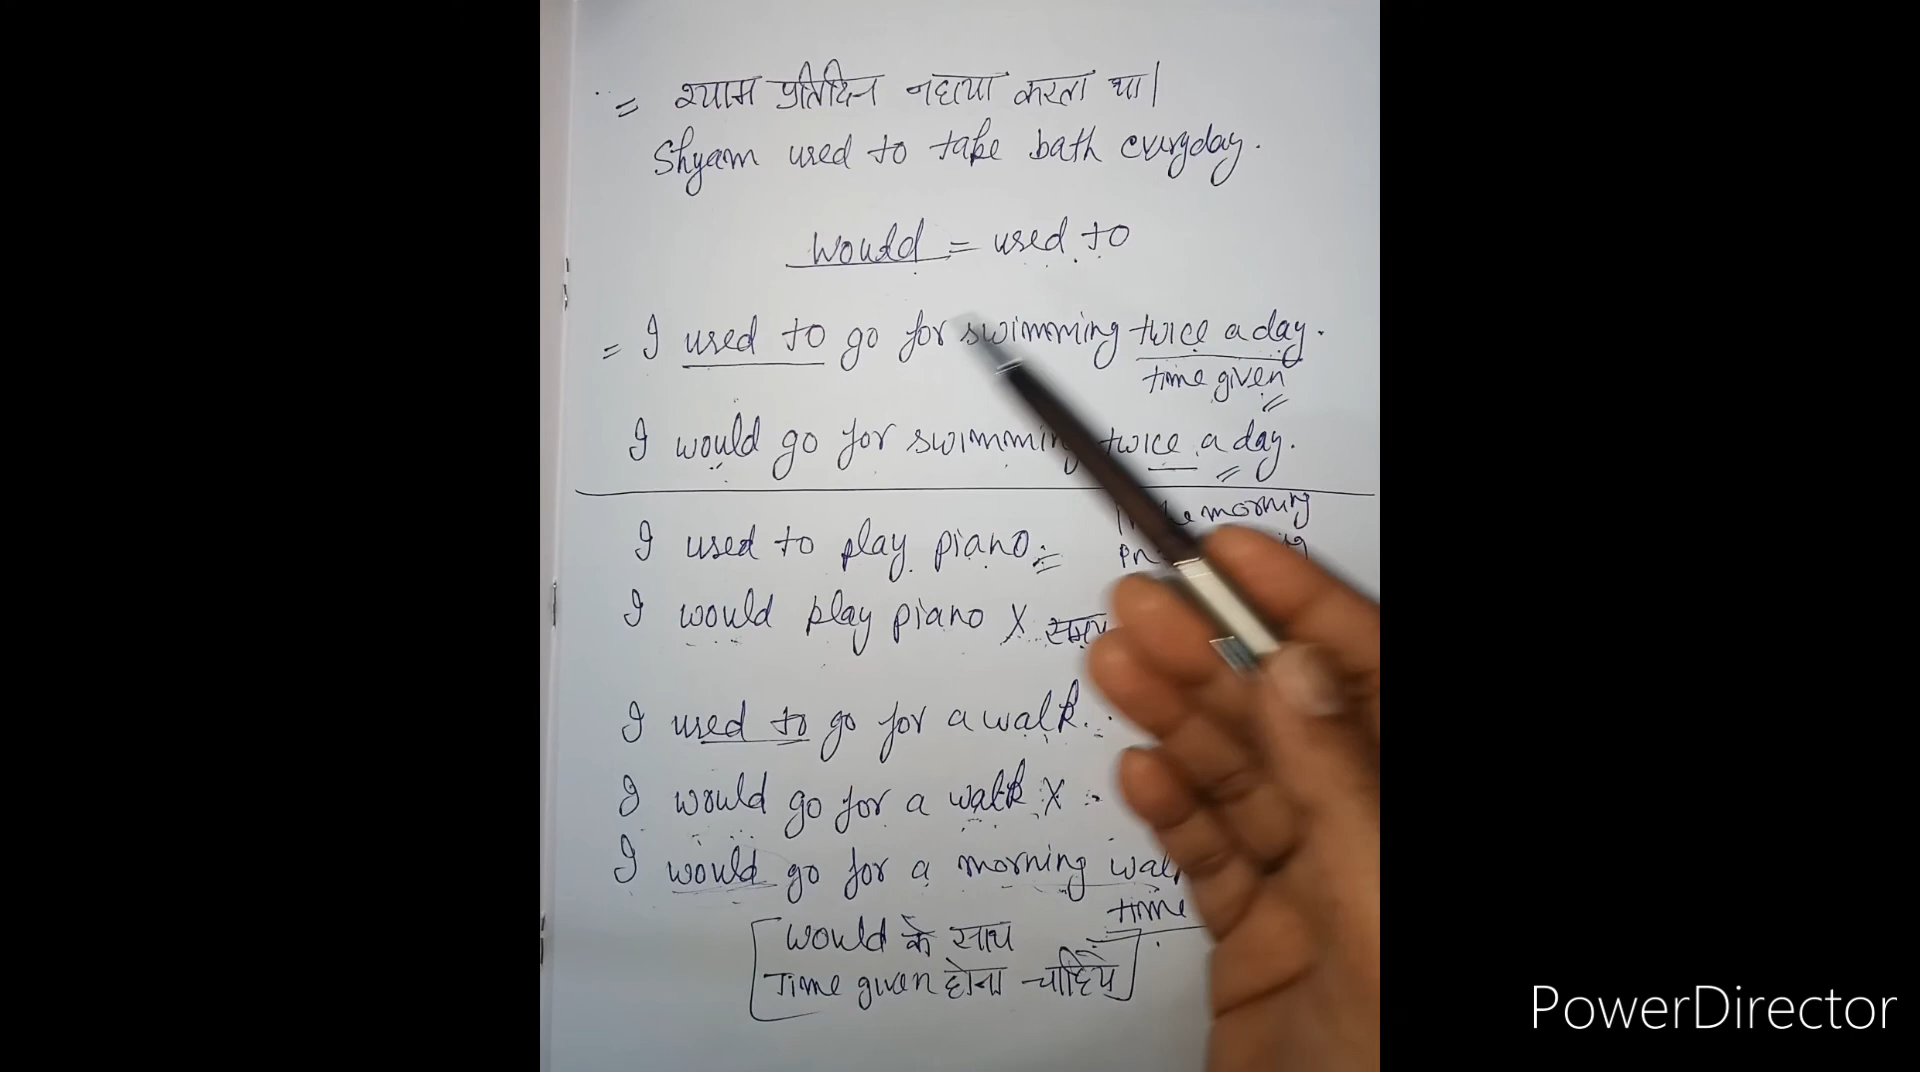 = श्याम प्रतिदिन नहाया करता था|
Shyam used to take bath everyday.
Would = used to
= I used to go for swimming twice a day.
time given
I would go for swimming twice a day.
morning
I used to play piano.
I would play piano X समय
I used to go for a walk.
I would go for a walk X
I would go for a morning
time
would के साथ
Time given होना चाहिये
PowerDirector